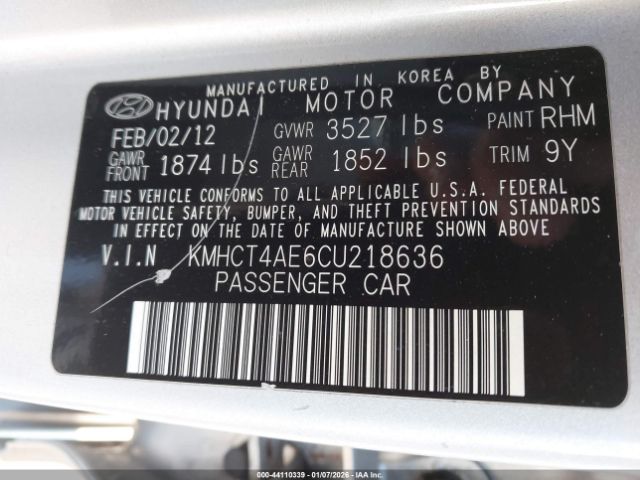 MANUFACTURED IN KOREA BY
HYUNDAI MOTOR COMPANY
FEB/02/12 GVWR 3527 lbs PAINT RHM
GAWR FRONT 1874 lbs GAWR REAR 1852 lbs TRIM 9Y
THIS VEHICLE CONFORMS TO ALL APPLICABLE U.S.A. FEDERAL
MOTOR VEHICLE SAFETY, BUMPER, AND THEFT PREVENTION STANDARDS
IN EFFECT ON THE DATE OF MANUFACTURE SHOWN ABOVE
V.I.N KMHCT4AE6CU218636
PASSENGER CAR
COPART©44110339 | 01/07/2026 | IAA Inc.